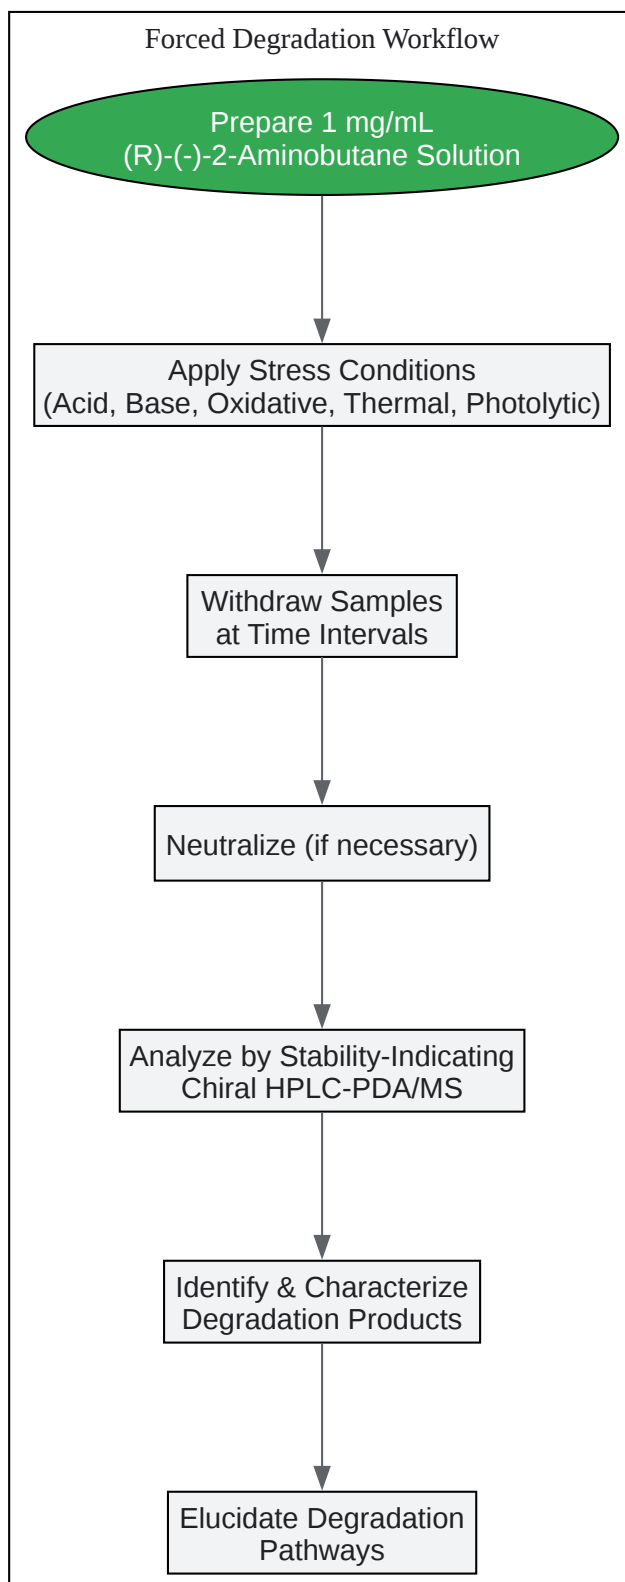 Forced Degradation Workflow
Prepare 1 mg/mL
(R)-(-)-2-Aminobutane Solution
Apply Stress Conditions
(Acid, Base, Oxidative, Thermal, Photolytic)
Withdraw Samples
at Time Intervals
Neutralize (if necessary)
Analyze by Stability-Indicating
Chiral HPLC-PDA/MS
Identify & Characterize
Degradation Products
Elucidate Degradation
Pathways